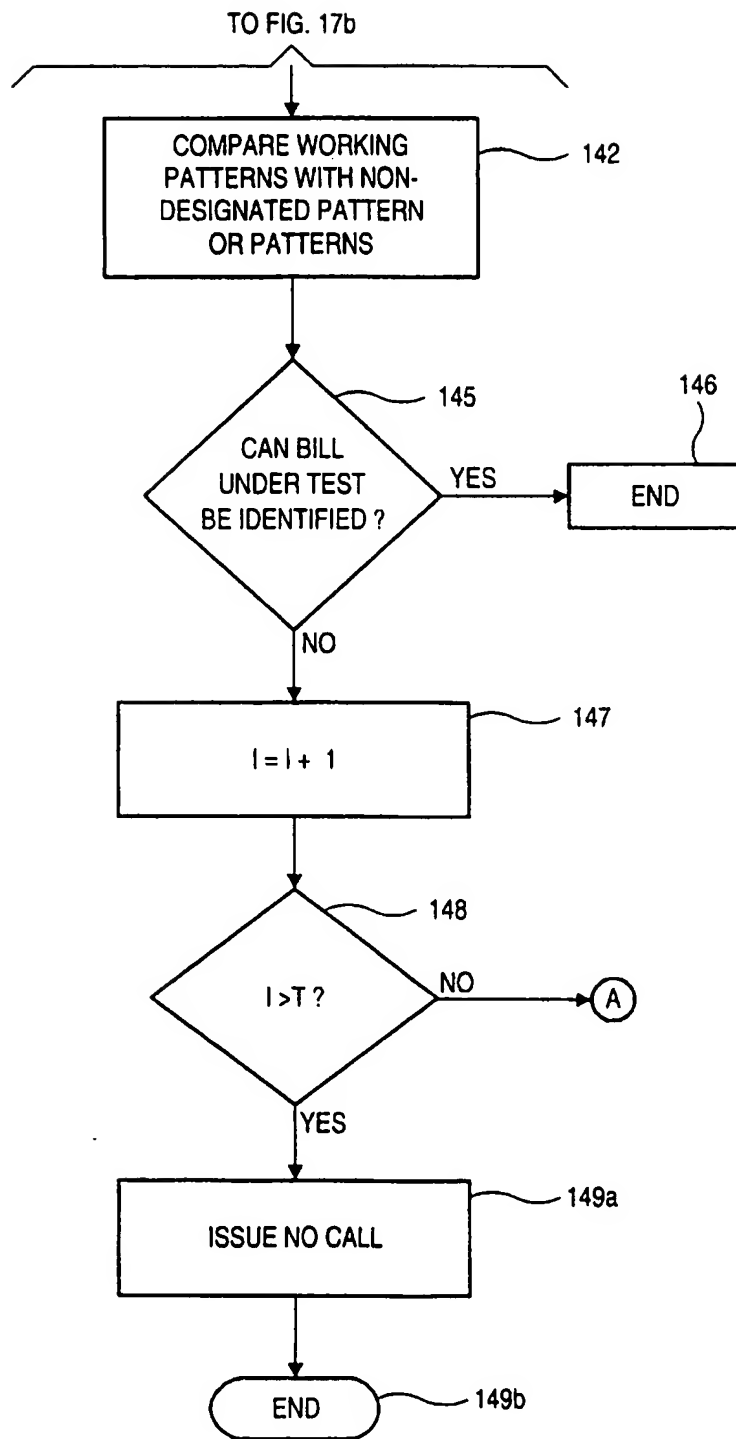 TO FIG. 17b
COMPARE WORKING
PATTERNS WITH NON-
DESIGNATED PATTERN
OR PATTERNS
142
145
146
CAN BILL
UNDER TEST
BE IDENTIFIED ?
YES
END
NO
147
I = I + 1
148
I >T ?
NO
A
YES
149a
ISSUE NO CALL
END
149b